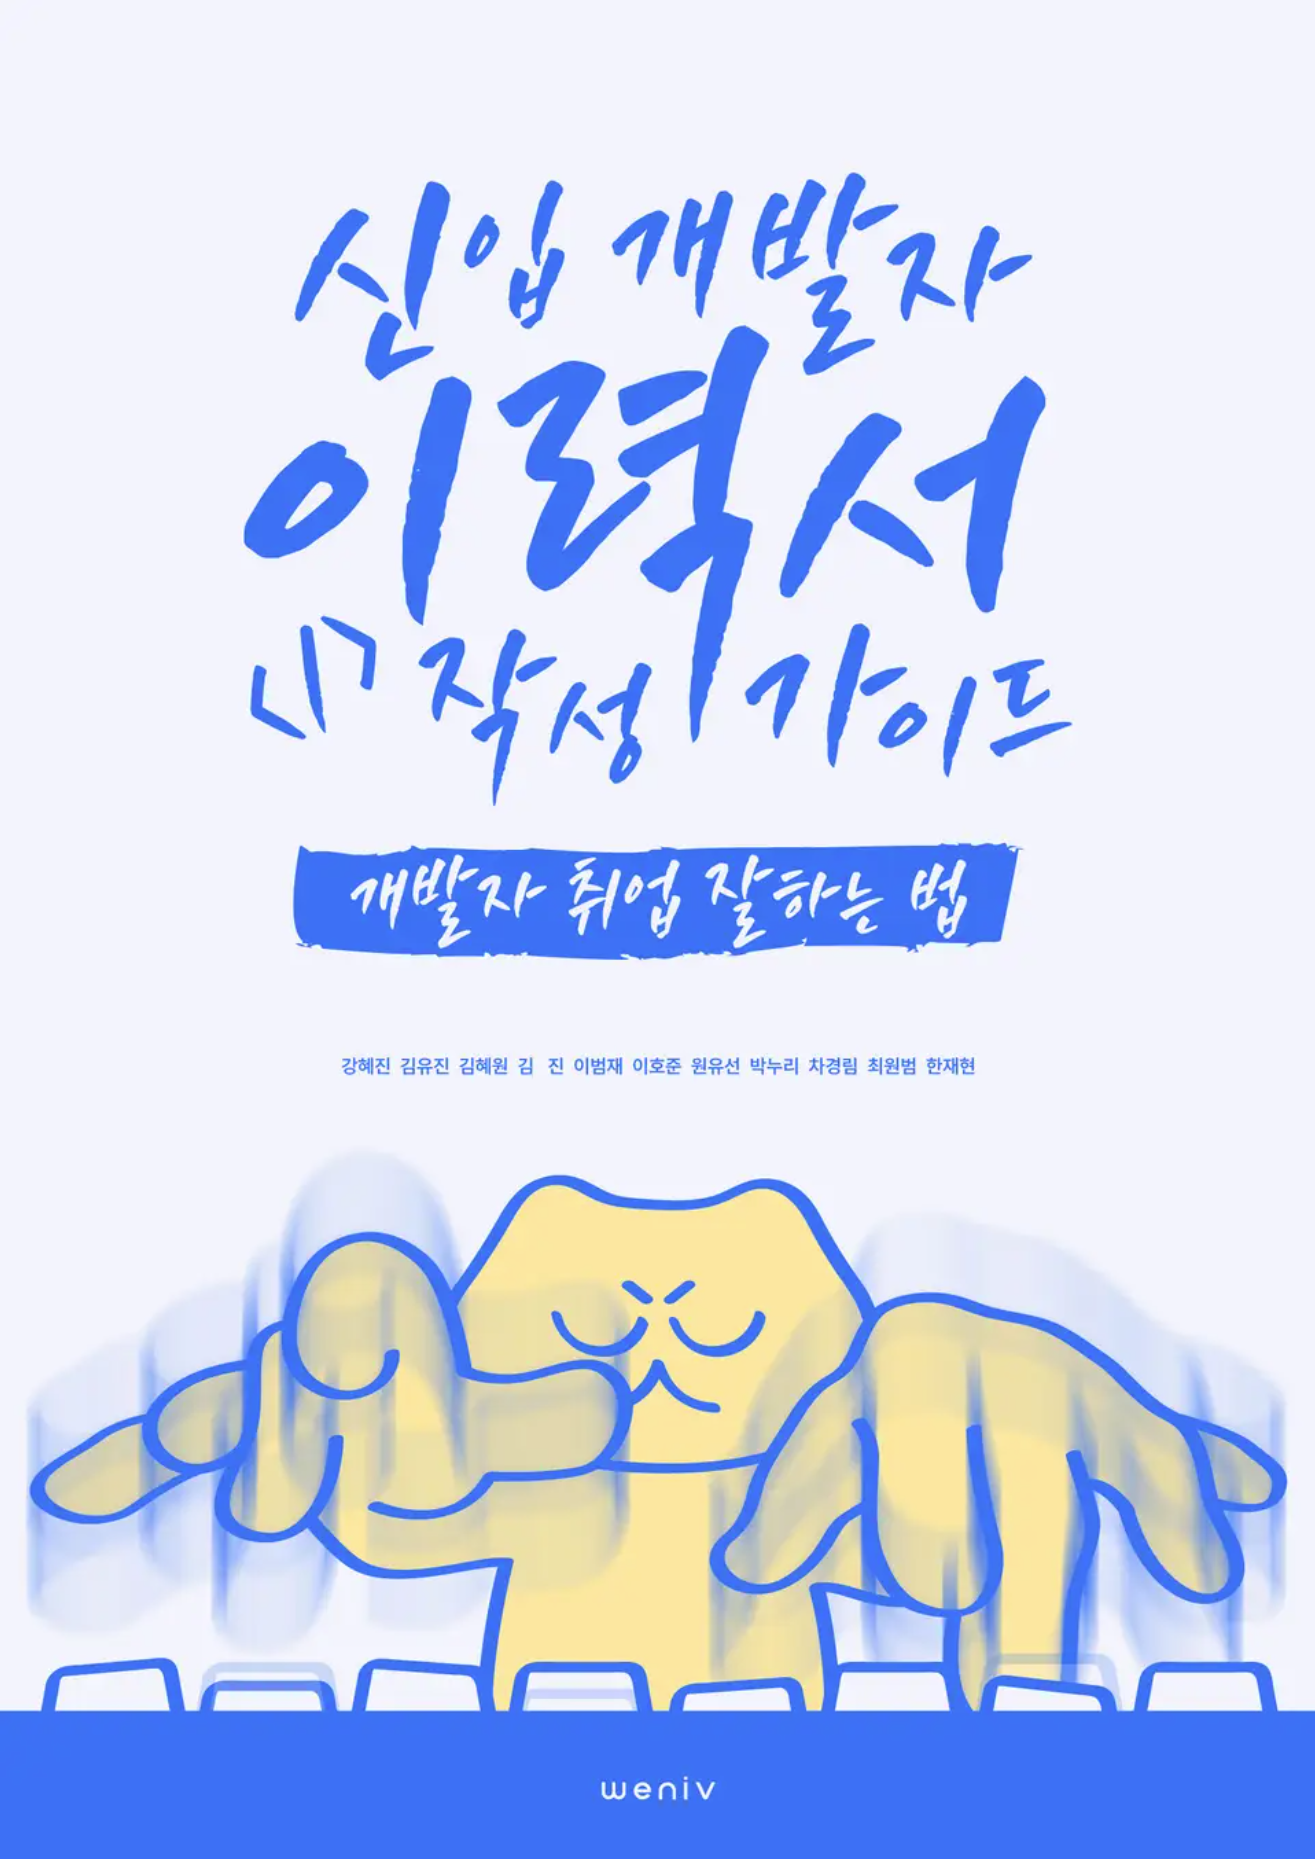 신입 개발자
이력서
</> 작성 가이드
개발자 취업 잘하는 법
강혜진 김유진 김혜원 김 진 이범재 이호준 원유선 박누리 차경림 최원범 한재현
weniv